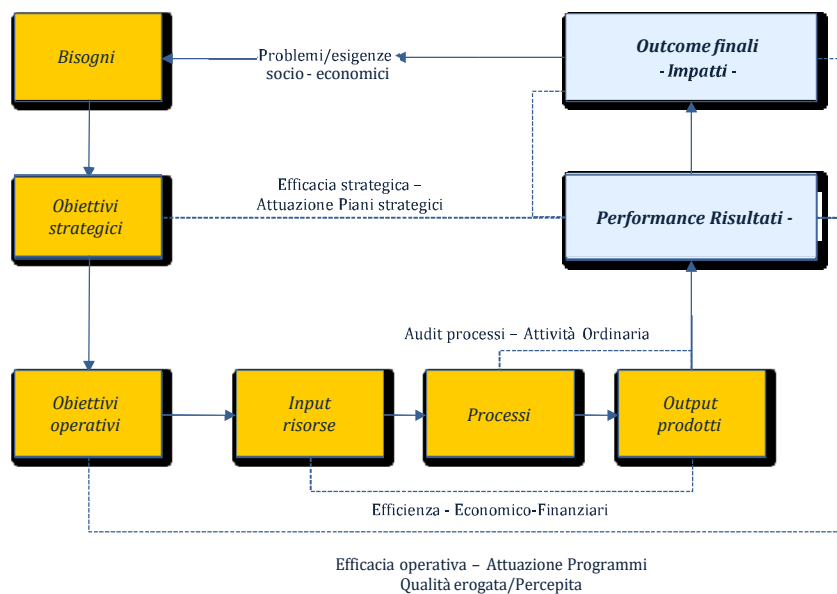 Bisogni
Problemi/esigenze
socio - economici
Outcome finali
- Impatti -
Obiettivi
strategici
Efficacia strategica –
Attuazione Piani strategici
Performance Risultati -
Audit processi – Attività Ordinaria
Obiettivi
operativi
Input
risorse
Processi
Output
prodotti
Efficienza - Economico-Finanziari
Efficacia operativa – Attuazione Programmi
Qualità erogata/Percepita